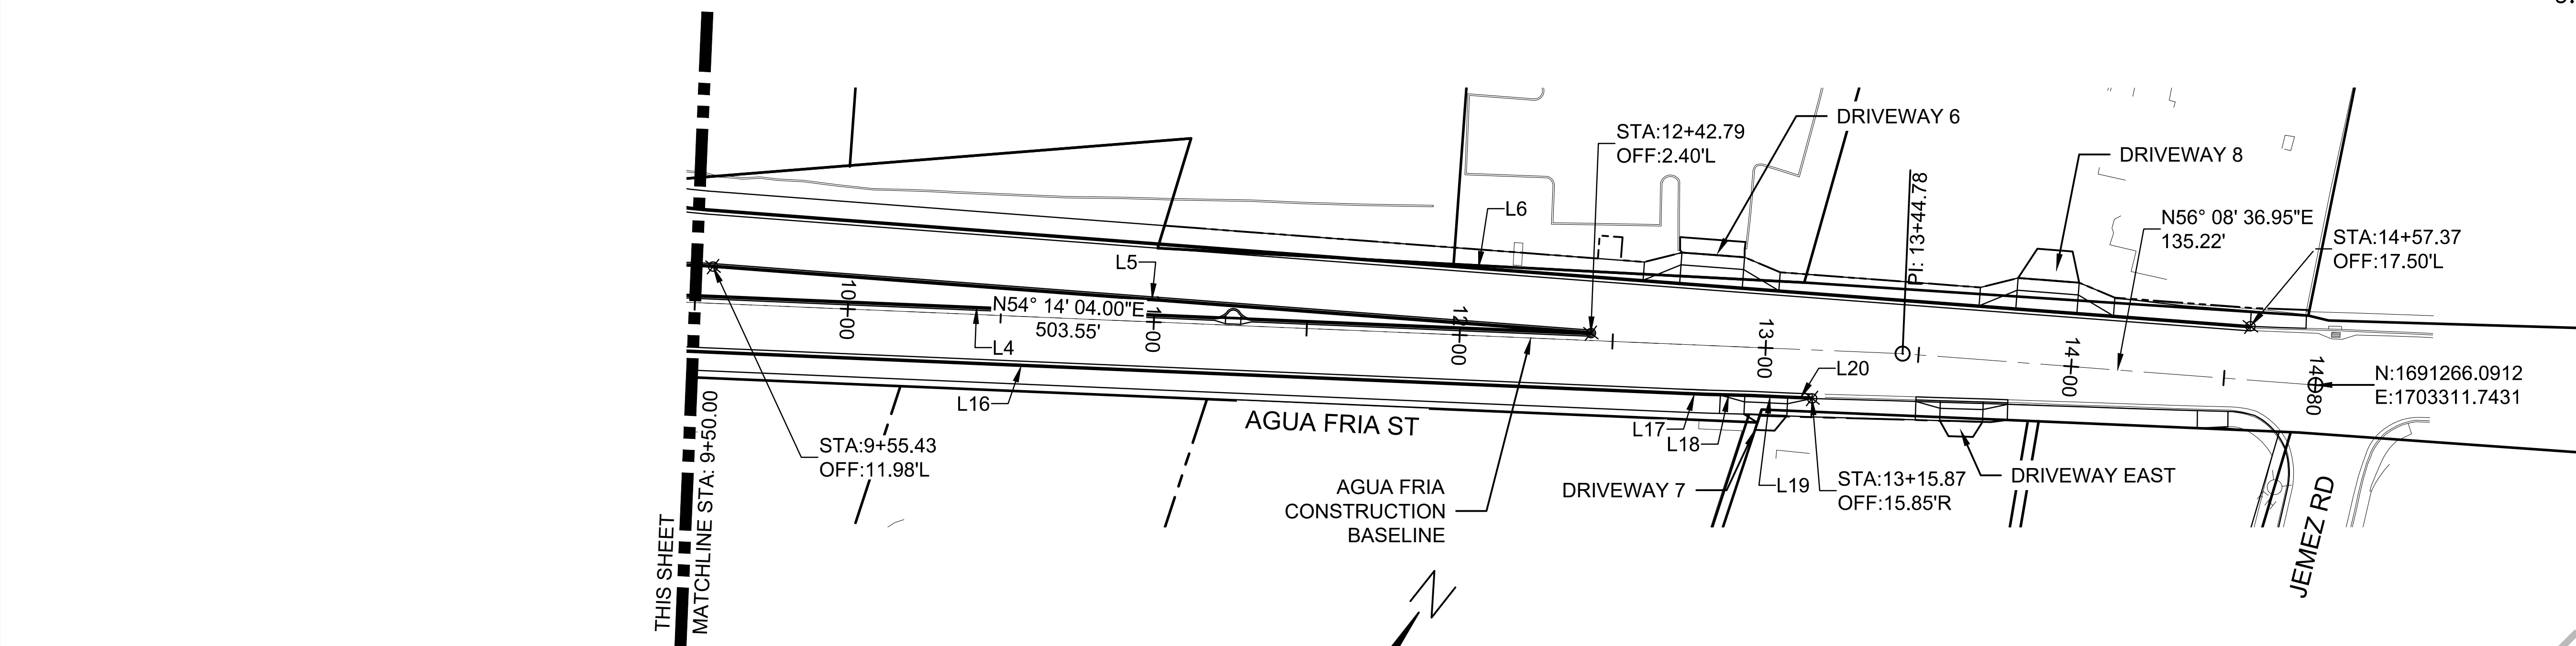 DRIVEWAY 6
STA:12+42.79
OFF:2.40'L
DRIVEWAY 8
L6
PI: 13+44.78
N56° 08' 36.95"E
135.22'
STA:14+57.37
OFF:17.50'L
L5
10+00
N54° 14' 04.00"E
503.55'
11+00
12+00
13+00
14+00
14+80
L4
L20
N:1691266.0912
E:1703311.7431
L16
AGUA FRIA ST
L17
L18
STA:9+55.43
OFF:11.98'L
AGUA FRIA
CONSTRUCTION
BASELINE
DRIVEWAY 7
L19
STA:13+15.87
OFF:15.85'R
DRIVEWAY EAST
JEMEZ RD
THIS SHEET
MATCHLINE STA: 9+50.00
N